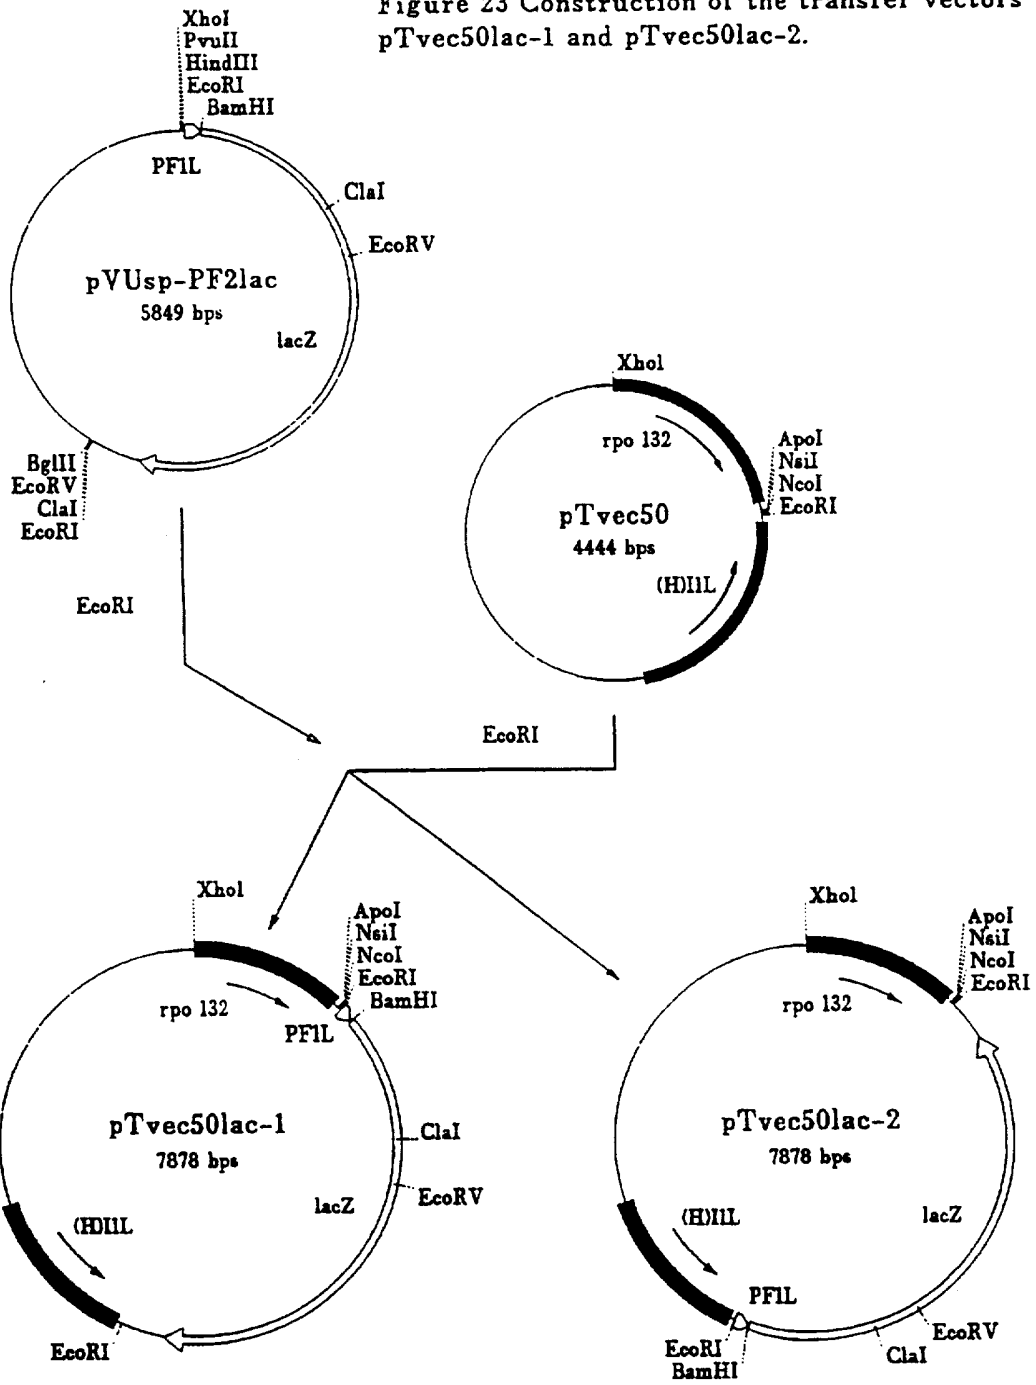 Figure 23 Construction of the transfer vectors
pTvec50lac-1 and pTvec50lac-2.
XhoI
PvuII
HindIII
EcoRI
BamHI
PF1L
ClaI
EcoRV
pVUsp-PF2lac
5849 bps
lacZ
BglII
EcoRV
ClaI
EcoRI
EcoRI
XhoI
rpo 132
ApoI
NsiI
NcoI
EcoRI
pTvec50
4444 bps
(H)I1L
EcoRI
XhoI
ApoI
NsiI
NcoI
EcoRI
BamHI
rpo 132
PF1L
pTvec50lac-1
7878 bps
ClaI
EcoRV
lacZ
(H)I1L
EcoRI
XhoI
ApoI
NsiI
NcoI
EcoRI
rpo 132
pTvec50lac-2
7878 bps
lacZ
(H)I1L
PF1L
EcoRV
EcoRI
ClaI
BamHI